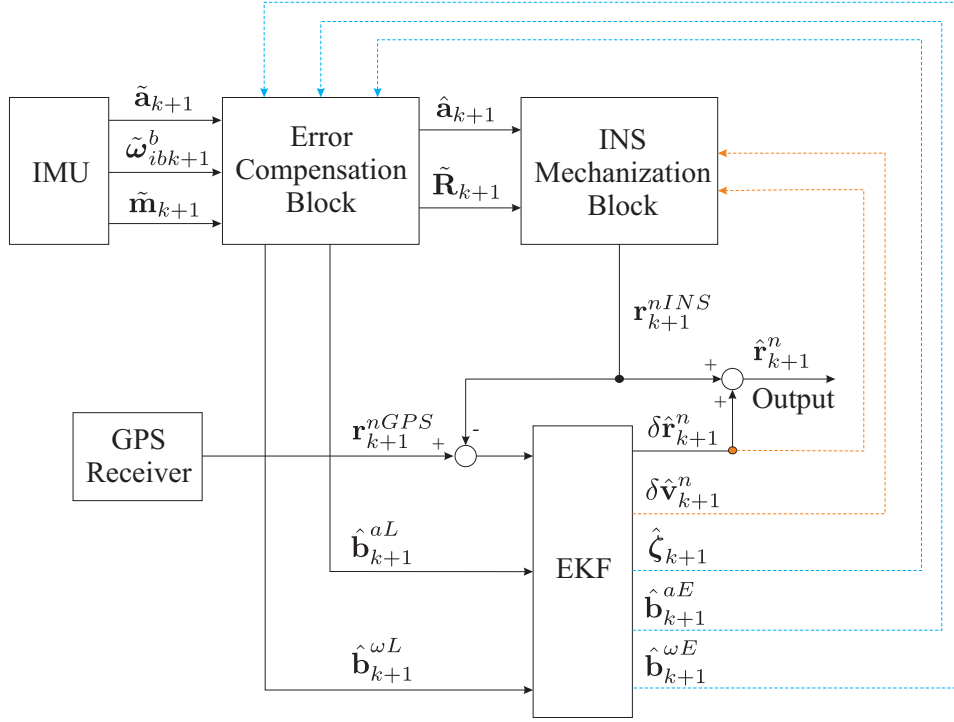 IMU
ã_{k+1}
ω̃^b_{ibk+1}
m̃_{k+1}
Error
Compensation
Block
â_{k+1}
R̃_{k+1}
INS
Mechanization
Block
r^{nINS}_{k+1}
+
r̂^n_{k+1}
+
Output
GPS
Receiver
r^{nGPS}_{k+1}
+
-
EKF
δr̂^n_{k+1}
δv̂^n_{k+1}
b̂^{aL}_{k+1}
ζ̂_{k+1}
b̂^{aE}_{k+1}
b̂^{ωL}_{k+1}
b̂^{ωE}_{k+1}